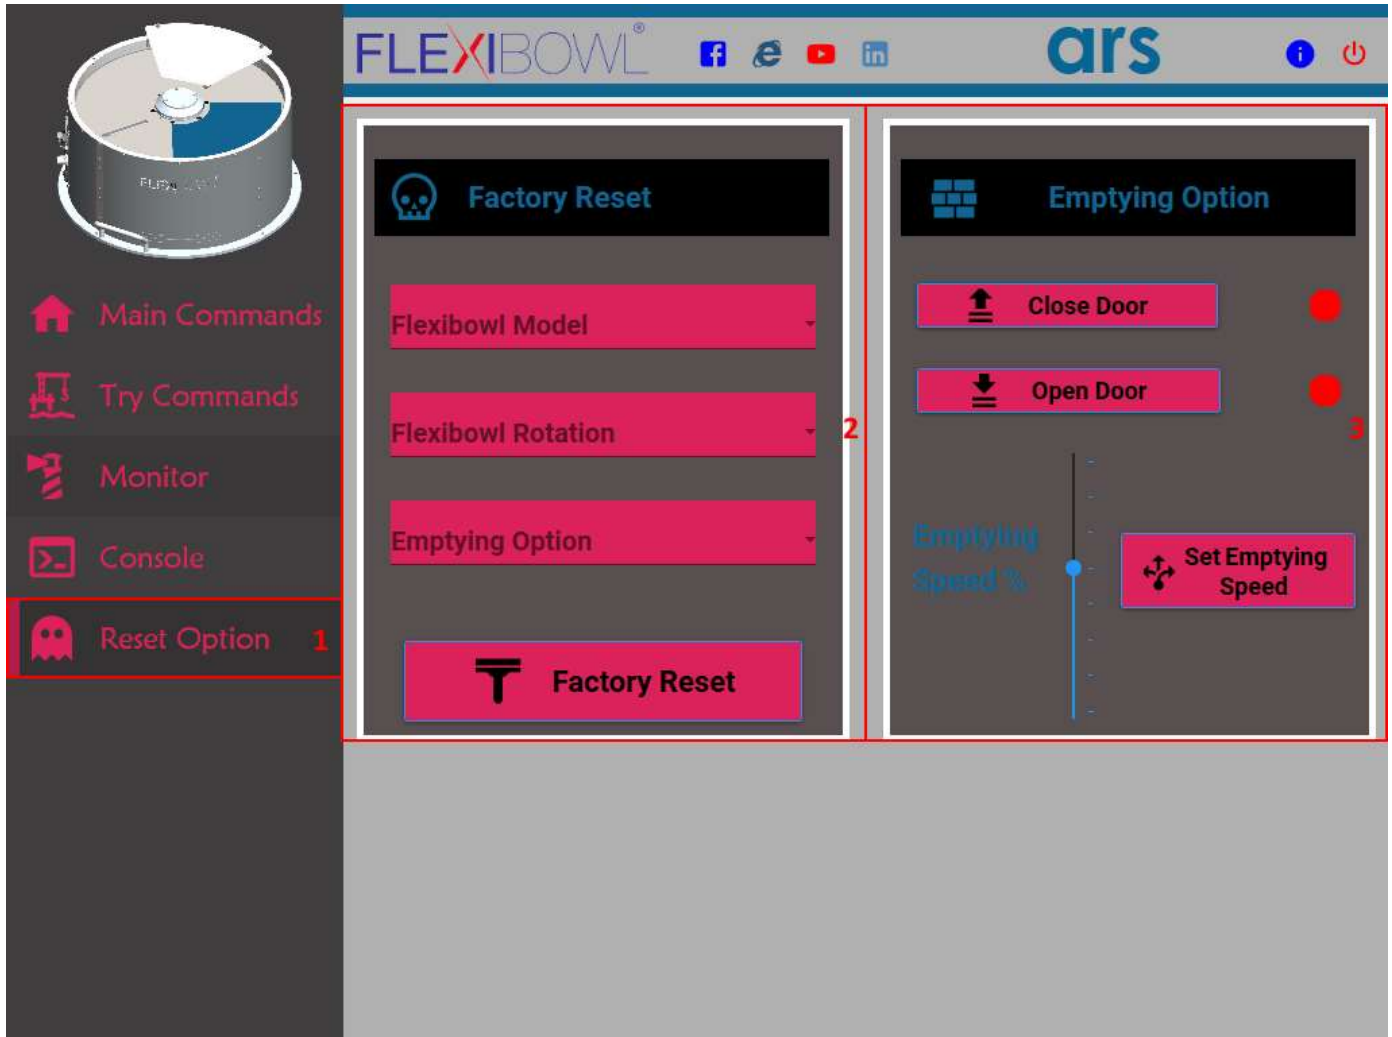 FLEXIBOWL®
ars
Factory Reset
Emptying Option
Main Commands
Try Commands
Monitor
Console
Reset Option 1
Flexibowl Model
Flexibowl Rotation
Emptying Option
Factory Reset
2
Close Door
Open Door
3
Emptying
Speed %
Set Emptying
Speed